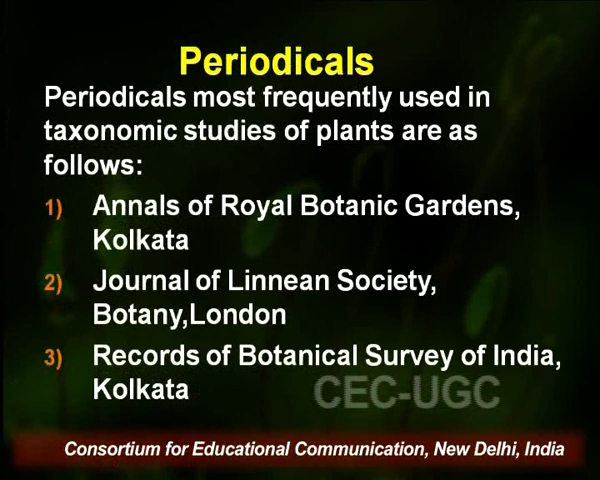 Periodicals
Periodicals most frequently used in
taxonomic studies of plants are as
follows:
1) Annals of Royal Botanic Gardens,
Kolkata
2) Journal of Linnean Society,
Botany,London
3) Records of Botanical Survey of India,
Kolkata
CEC-UGC
Consortium for Educational Communication, New Delhi, India